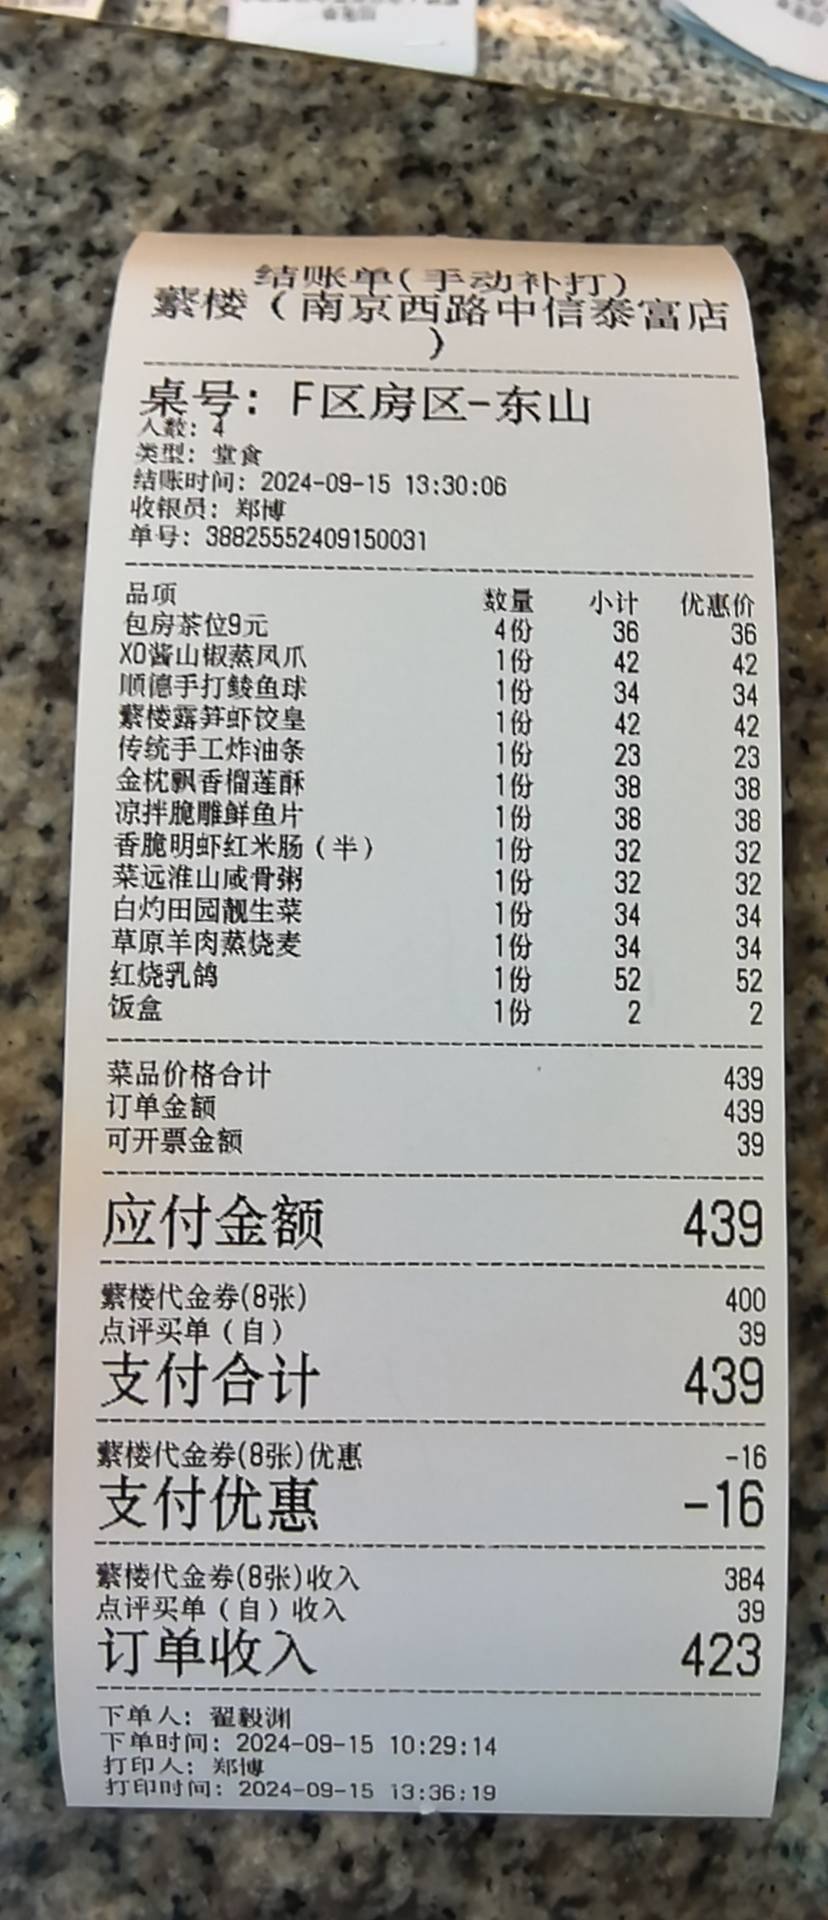 结账单(手动补打)
蘩楼(南京西路中信泰富店
)
桌号: F区房区-东山
人数: 4
类型: 堂食
结账时间: 2024-09-15 13:30:06
收银员: 郑博
单号: 38825552409150031
品项 数量 小计 优惠价
包房茶位9元 4份 36 36
XO酱山椒蒸凤爪 1份 42 42
顺德手打鲮鱼球 1份 34 34
蘩楼露笋虾饺皇 1份 42 42
传统手工炸油条 1份 23 23
金枕飘香榴莲酥 1份 38 38
凉拌脆雕鲜鱼片 1份 38 38
香脆明虾红米肠(半) 1份 32 32
菜远淮山咸骨粥 1份 32 32
白灼田园靓生菜 1份 34 34
草原羊肉蒸烧麦 1份 34 34
红烧乳鸽 1份 52 52
饭盒 1份 2 2
菜品价格合计 439
订单金额 439
可开票金额 39
应付金额 439
蘩楼代金券(8张) 400
点评买单(自) 39
支付合计 439
蘩楼代金券(8张)优惠 -16
支付优惠 -16
蘩楼代金券(8张)收入 384
点评买单(自)收入 39
订单收入 423
下单人: 翟毅渊
下单时间: 2024-09-15 10:29:14
打印人: 郑博
打印时间: 2024-09-15 13:36:19